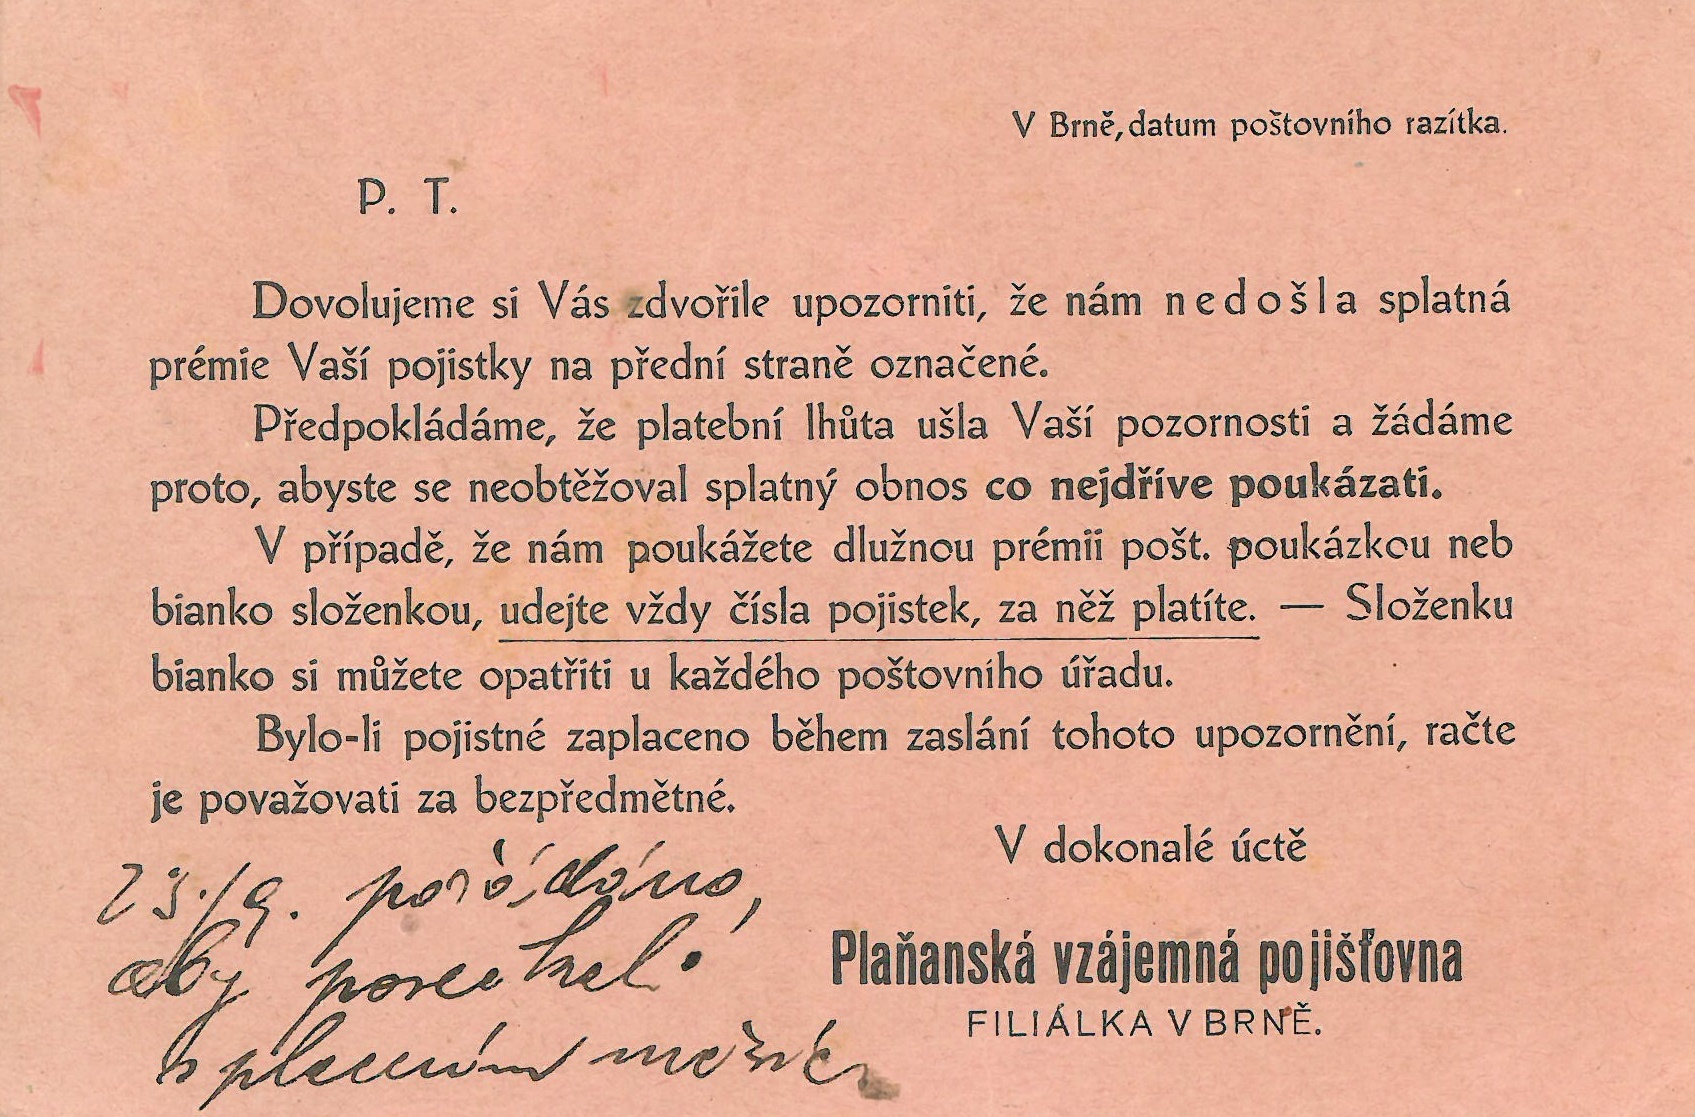 V Brně, datum poštovního razítka.
P. T.
Dovolujeme si Vás zdvořile upozorniti, že nám nedošla splatná
prémie Vaší pojistky na přední straně označené.
Předpokládáme, že platební lhůta ušla Vaší pozornosti a žádáme
proto, abyste se neobtěžoval splatný obnos co nejdříve poukázati.
V případě, že nám poukážete dlužnou prémii pošt. poukázkou neb
bianko složenkou, udejte vždy čísla pojistek, za něž platíte. — Složenku
bianko si můžete opatřiti u každého poštovního úřadu.
Bylo-li pojistné zaplaceno během zaslání tohoto upozornění, račte
je považovati za bezpředmětné.
V dokonalé úctě
23./9. požádáno,
aby posečkal
s placením
Plaňanská vzájemná pojišťovna
FILIÁLKA V BRNĚ.